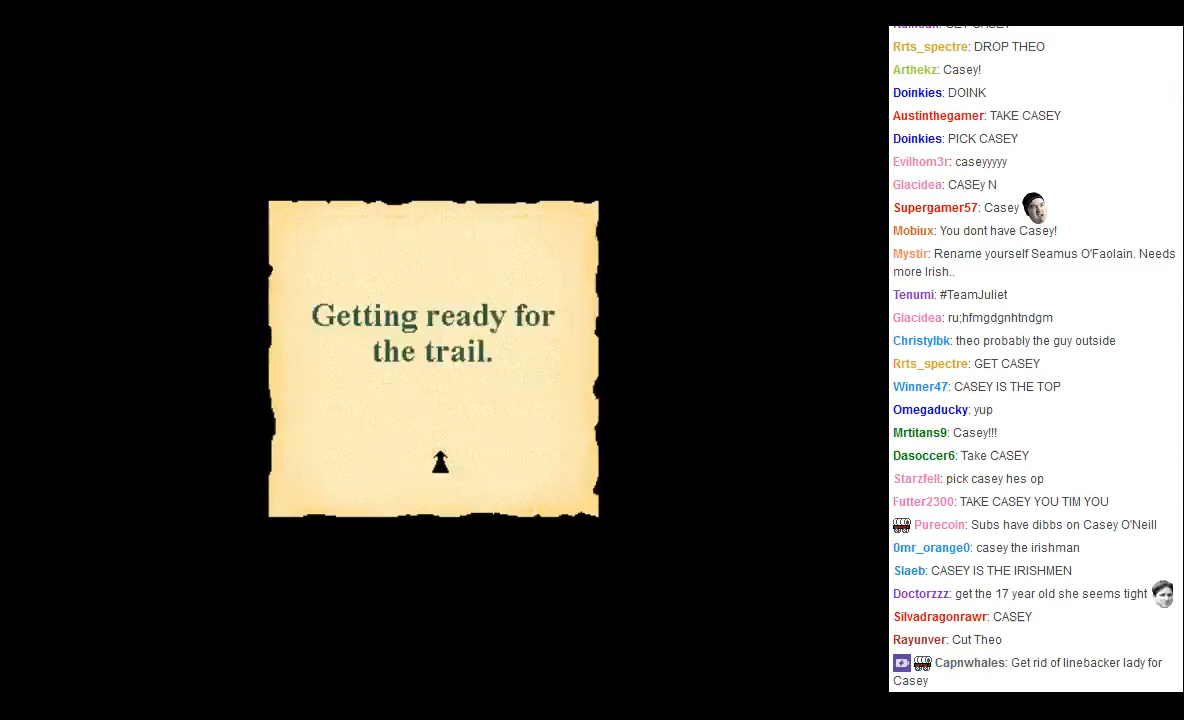 Getting ready for
the trail.
Rrts_spectre: DROP THEO
Arthekz: Casey!
Doinkies: DOINK
Austinthegamer: TAKE CASEY
Doinkies: PICK CASEY
Evilhom3r: caseyyyyy
Glacidea: CASEy N
Supergamer57: Casey
Mobiux: You dont have Casey!
Mystir: Rename yourself Seamus O'Faolain. Needs
more Irish..
Tenumi: #TeamJuliet
Glacidea: ru;hfmgdgnhtndgm
Christylbk: theo probably the guy outside
Rrts_spectre: GET CASEY
Winner47: CASEY IS THE TOP
Omegaducky: yup
Mrtitans9: Casey!!!
Dasoccer6: Take CASEY
Starzfell: pick casey hes op
Futter2300: TAKE CASEY YOU TIM YOU
Purecoin: Subs have dibbs on Casey O'Neill
0mr_orange0: casey the irishman
Slaeb: CASEY IS THE IRISHMEN
Doctorzzz: get the 17 year old she seems tight
Silvadragonrawr: CASEY
Rayunver: Cut Theo
Capnwhales: Get rid of linebacker lady for
Casey